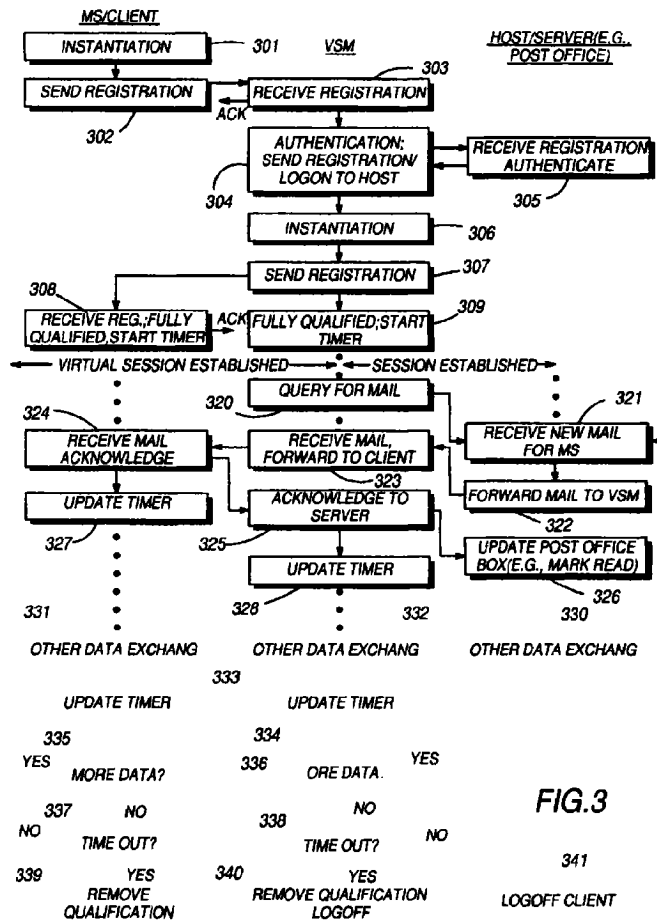 MS/CLIENT
VSM
HOST/SERVER(E.G.,
POST OFFICE)
INSTANTIATION
301
SEND REGISTRATION
302
303
RECEIVE REGISTRATION
ACK
AUTHENTICATION;
SEND REGISTRATION/
LOGON TO HOST
304
RECEIVE REGISTRATION
AUTHENTICATE
305
INSTANTIATION
306
SEND REGISTRATION
307
308
RECEIVE REG.;FULLY
QUALIFIED,START TIMER
ACK
FULLY QUALIFIED;START
TIMER
309
VIRTUAL SESSION ESTABLISHED
SESSION ESTABLISHED
QUERY FOR MAIL
320
321
RECEIVE NEW MAIL
FOR MS
324
RECEIVE MAIL
ACKNOWLEDGE
RECEIVE MAIL,
FORWARD TO CLIENT
323
FORWARD MAIL TO VSM
322
UPDATE TIMER
327
ACKNOWLEDGE TO
SERVER
325
UPDATE POST OFFICE
BOX(E.G., MARK READ)
326
UPDATE TIMER
328
331
332
330
OTHER DATA EXCHANG
OTHER DATA EXCHANG
OTHER DATA EXCHANG
333
UPDATE TIMER
UPDATE TIMER
335
334
YES
MORE DATA?
336
ORE DATA.
YES
337
NO
338
NO
NO
TIME OUT?
TIME OUT?
NO
339
YES
REMOVE
QUALIFICATION
340
YES
REMOVE QUALIFICATION
LOGOFF
341
LOGOFF CLIENT
FIG.3